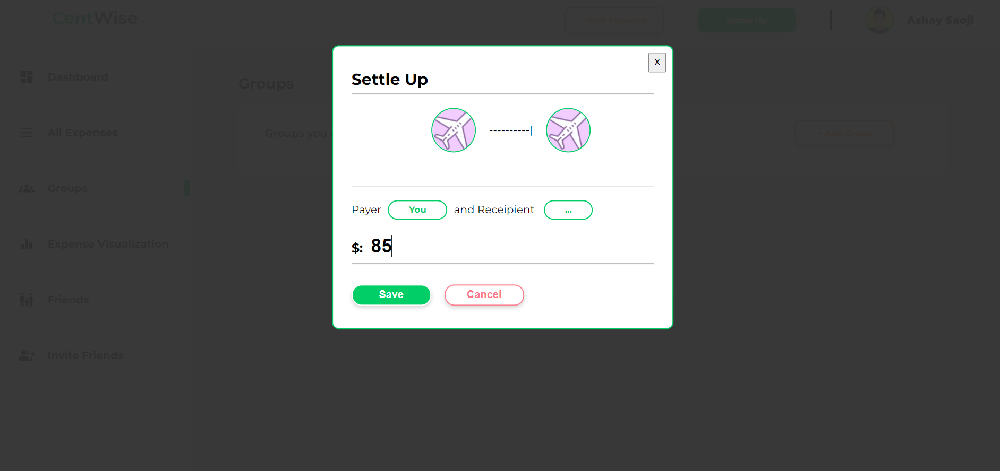 CentWise
+Add Expense
Settle Up
Ashay Saoji
X
Settle Up
Dashboard
Groups
All Expenses
Groups you
Add Group
----------|
Groups
Payer You and Receipient ...
Expense Visualization
$: 85
Save
Cancel
Friends
Invite Friends